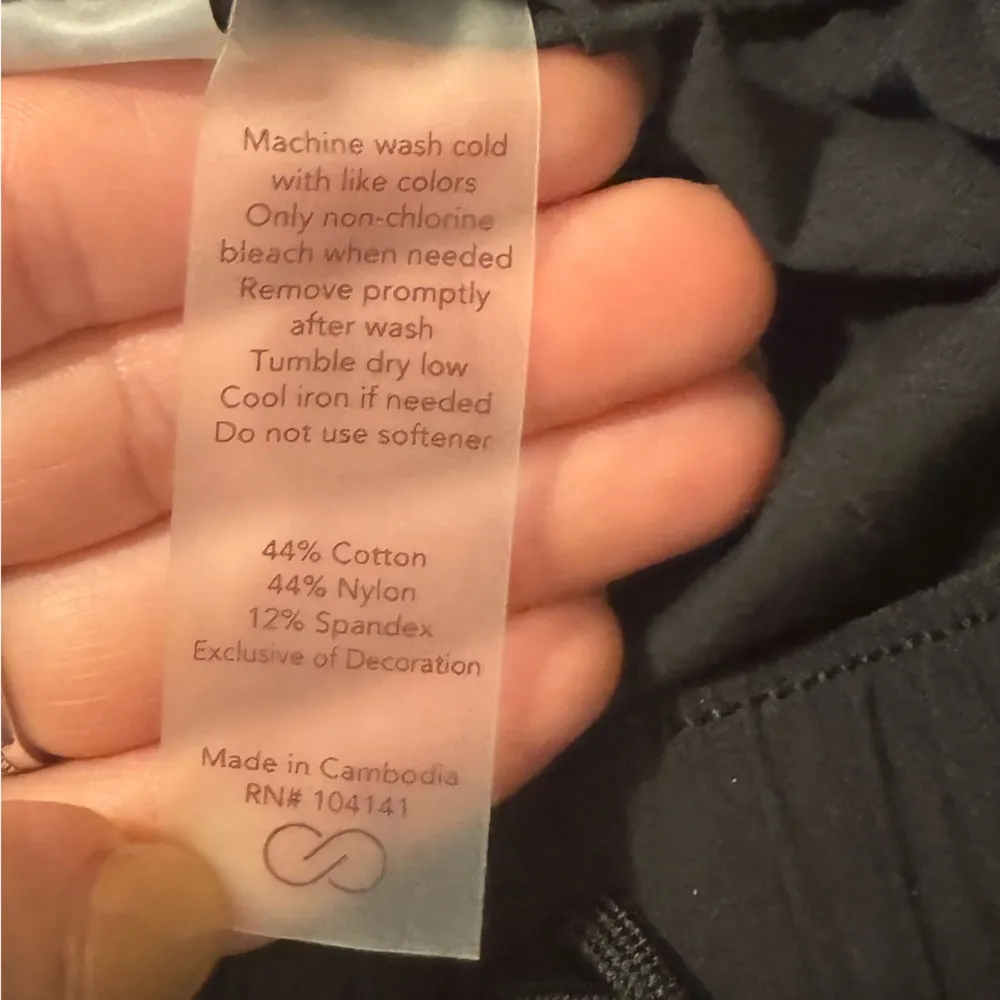 Machine wash cold
with like colors
Only non-chlorine
bleach when needed
Remove promptly
after wash
Tumble dry low
Cool iron if needed
Do not use softener
44% Cotton
44% Nylon
12% Spandex
Exclusive of Decoration
Made in Cambodia
RN# 104141